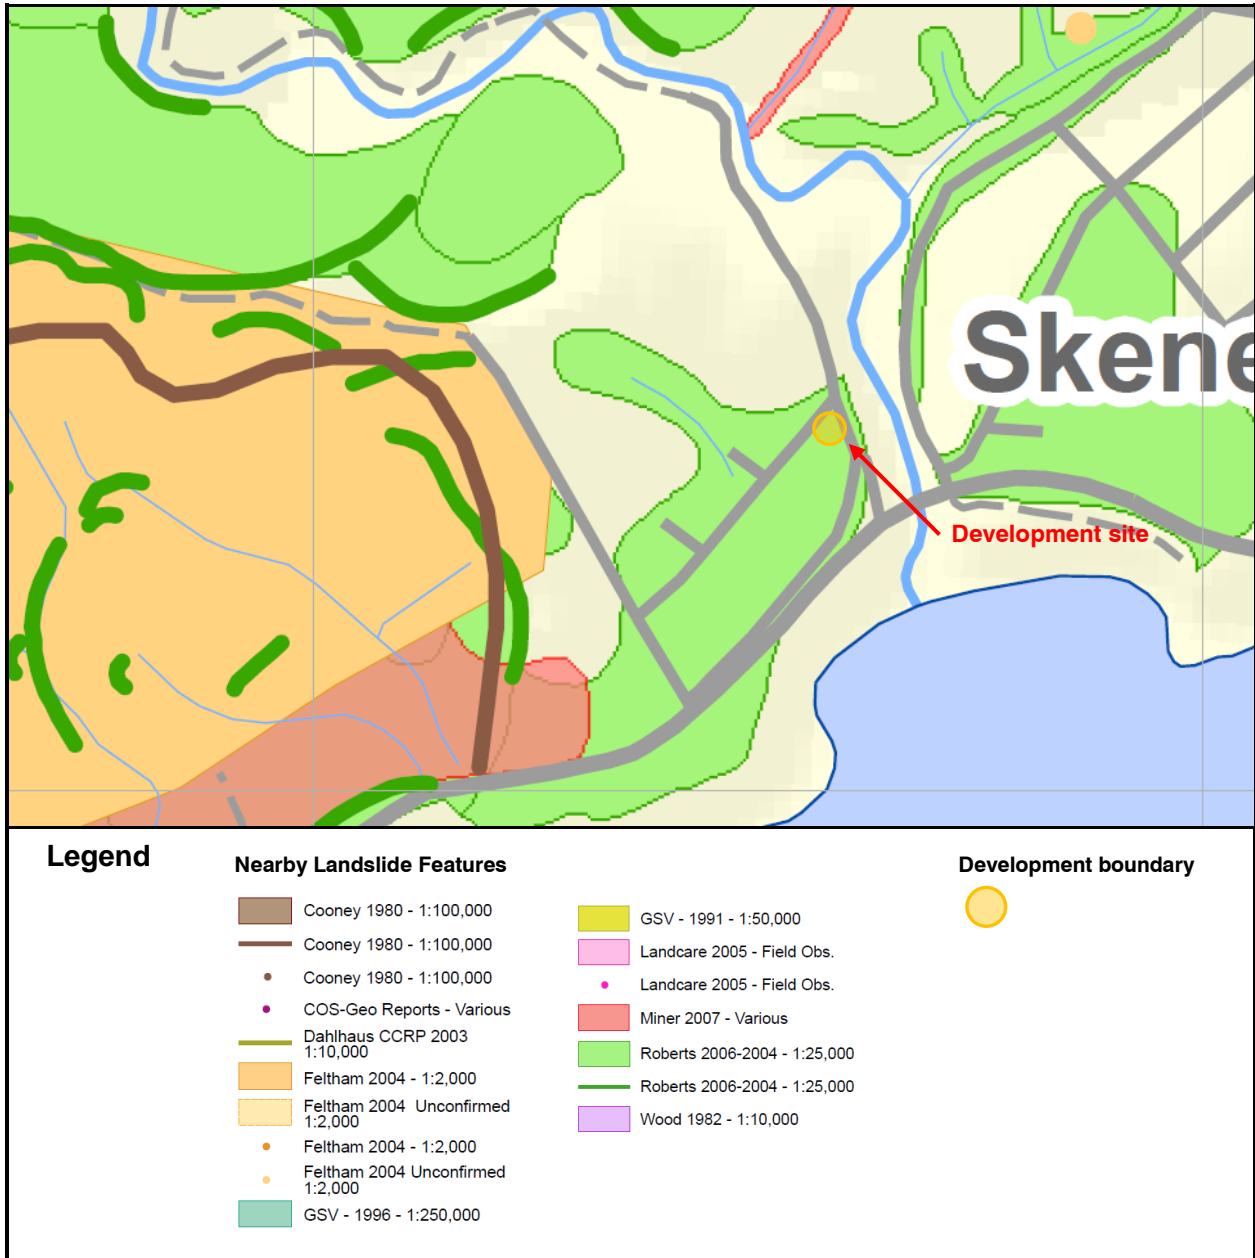 Skene
Development site
Legend
Nearby Landslide Features
Cooney 1980 - 1:100,000
Cooney 1980 - 1:100,000
Cooney 1980 - 1:100,000
COS-Geo Reports - Various
Dahlhaus CCRP 2003
1:10,000
Feltham 2004 - 1:2,000
Feltham 2004 Unconfirmed
1:2,000
Feltham 2004 - 1:2,000
Feltham 2004 Unconfirmed
1:2,000
GSV - 1996 - 1:250,000
GSV - 1991 - 1:50,000
Landcare 2005 - Field Obs.
Landcare 2005 - Field Obs.
Miner 2007 - Various
Roberts 2006-2004 - 1:25,000
Roberts 2006-2004 - 1:25,000
Wood 1982 - 1:10,000
Development boundary